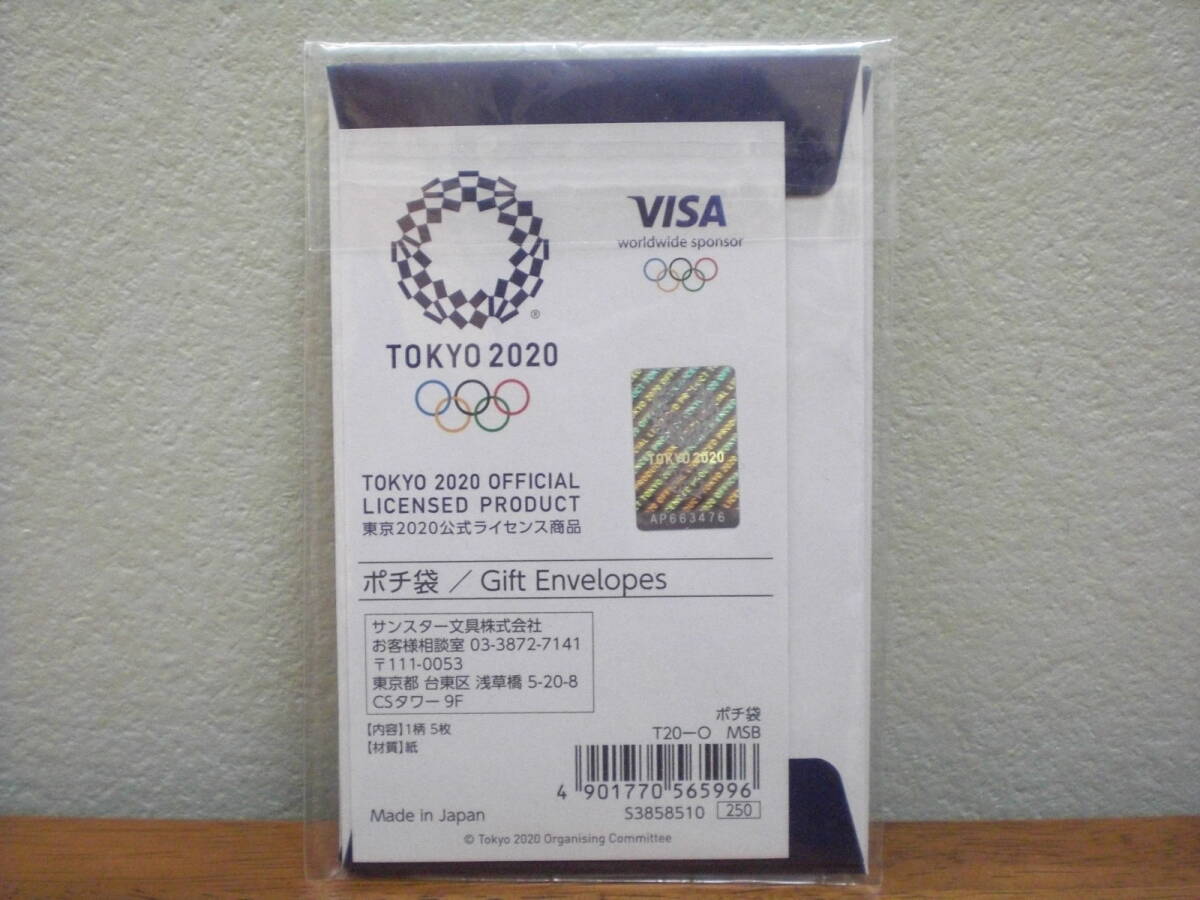 VISA
worldwide sponsor
®
TOKYO 2020
TOKYO 2020
AP663476
TOKYO 2020 OFFICIAL
LICENSED PRODUCT
東京2020公式ライセンス商品
ポチ袋 / Gift Envelopes
サンスター文具株式会社
お客様相談室 03-3872-7141
〒111-0053
東京都 台東区 浅草橋 5-20-8
CSタワー 9F
【内容】1柄 5枚
【材質】紙
ポチ袋
T20-O MSB
4 901770 565996
Made in Japan
S3858510 250
© Tokyo 2020 Organising Committee